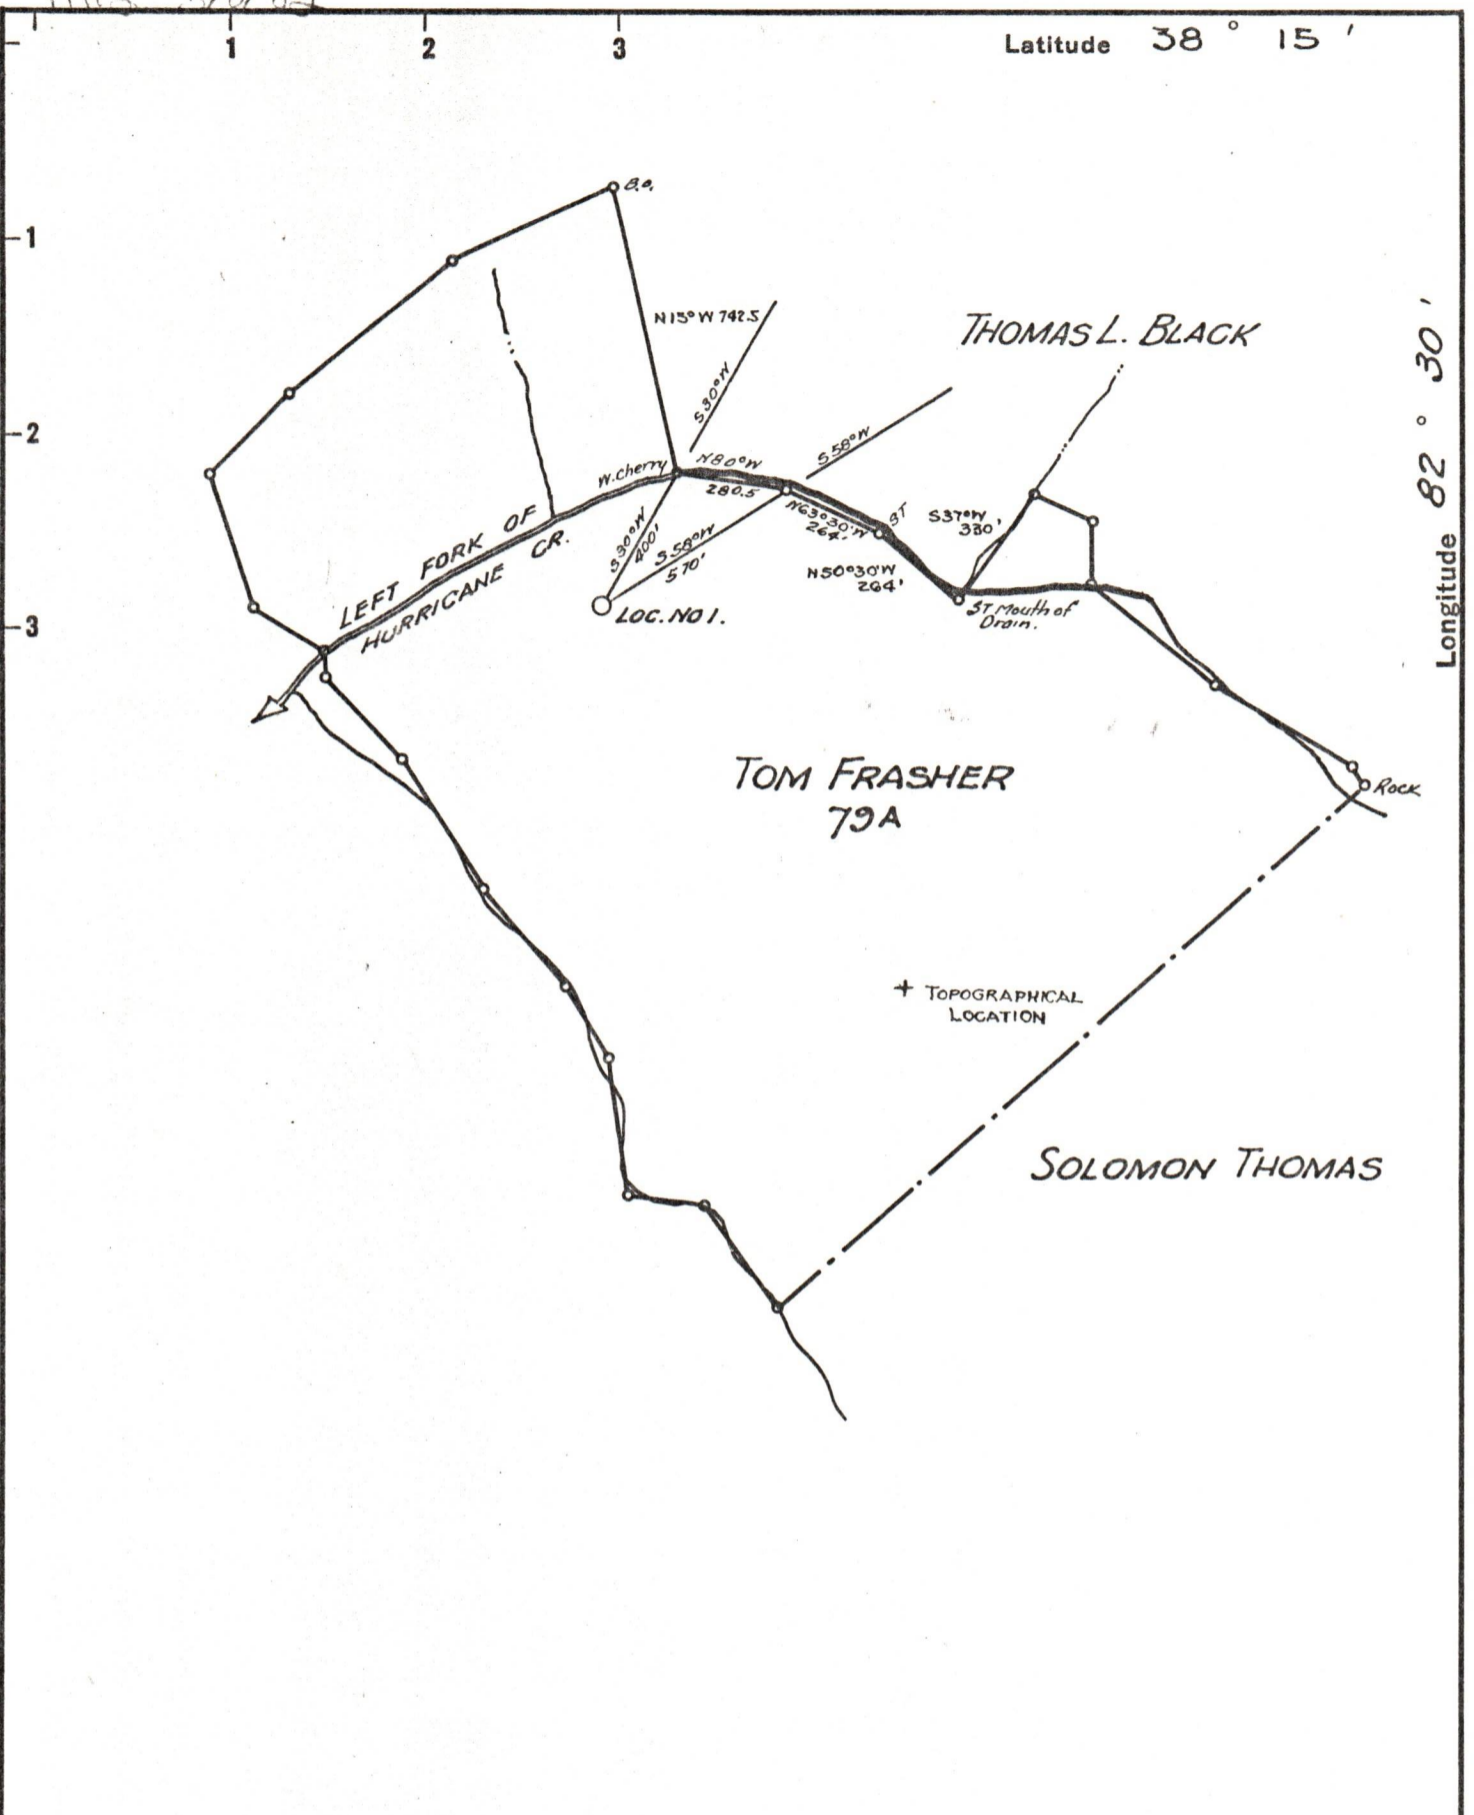 1
2
3
Latitude 38° 15'
-1
-2
-3
B.O.
N15°W 742.5
S30°W
THOMAS L. BLACK
Longitude 82° 30'
S58°W
W. Cherry
N80°W
280.5
N63°30'W
264'
ST
S37°W
330'
N50°30'W
264'
S30°W
400'
S58°W
570'
LEFT FORK OF
HURRICANE CR.
LOC. NO 1.
ST Mouth of
Drain.
TOM FRASHER
79A
ROCK
+ TOPOGRAPHICAL
LOCATION
SOLOMON THOMAS